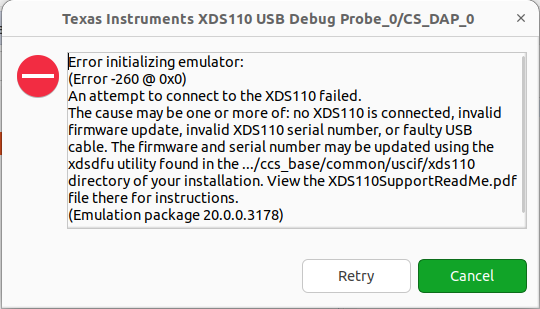 Texas Instruments XDS110 USB Debug Probe_0/CS_DAP_0
Error initializing emulator:
(Error -260 @ 0x0)
An attempt to connect to the XDS110 failed.
The cause may be one or more of: no XDS110 is connected, invalid
firmware update, invalid XDS110 serial number, or faulty USB
cable. The firmware and serial number may be updated using the
xdsdfu utility found in the .../ccs_base/common/uscif/xds110
directory of your installation. View the XDS110SupportReadMe.pdf
file there for instructions.
(Emulation package 20.0.0.3178)
Retry
Cancel